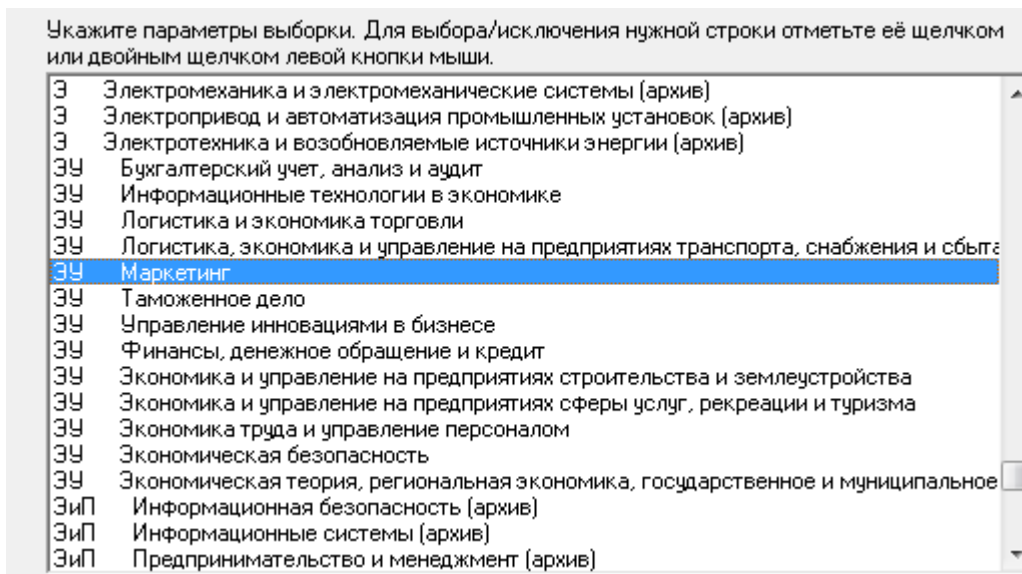 Укажите параметры выборки. Для выбора/исключения нужной строки отметьте её щелчком
или двойным щелчком левой кнопки мыши.
Э Электромеханика и электромеханические системы (архив)
Э Электропривод и автоматизация промышленных установок (архив)
Э Электротехника и возобновляемые источники энергии (архив)
ЭУ Бухгалтерский учет, анализ и аудит
ЭУ Информационные технологии в экономике
ЭУ Логистика и экономика торговли
ЭУ Логистика, экономика и управление на предприятиях транспорта, снабжения и сбыта
ЭУ Маркетинг
ЭУ Таможенное дело
ЭУ Управление инновациями в бизнесе
ЭУ Финансы, денежное обращение и кредит
ЭУ Экономика и управление на предприятиях строительства и землеустройства
ЭУ Экономика и управление на предприятиях сферы услуг, рекреации и туризма
ЭУ Экономика труда и управление персоналом
ЭУ Экономическая безопасность
ЭУ Экономическая теория, региональная экономика, государственное и муниципальное
ЭиП Информационная безопасность (архив)
ЭиП Информационные системы (архив)
ЭиП Предпринимательство и менеджмент (архив)